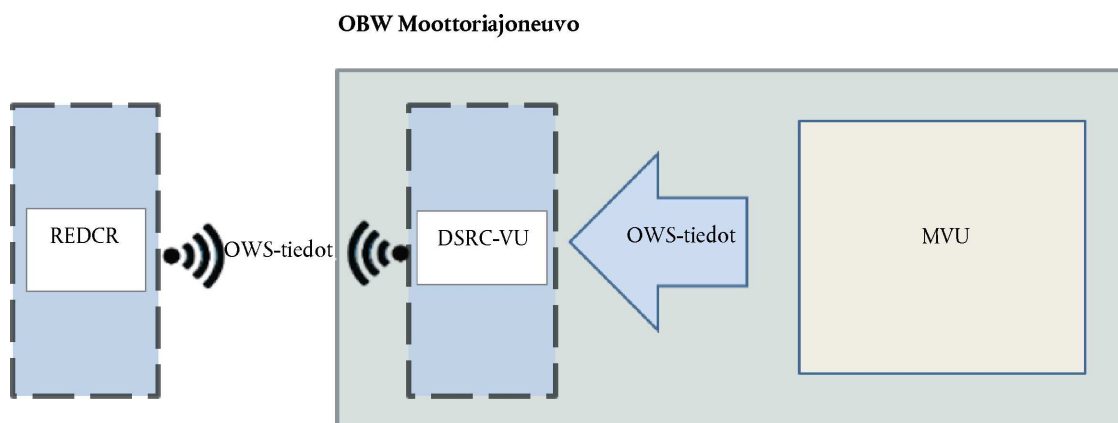 OBW Moottoriajoneuvo
REDCR
OWS-tiedot
DSRC-VU
OWS-tiedot
MVU